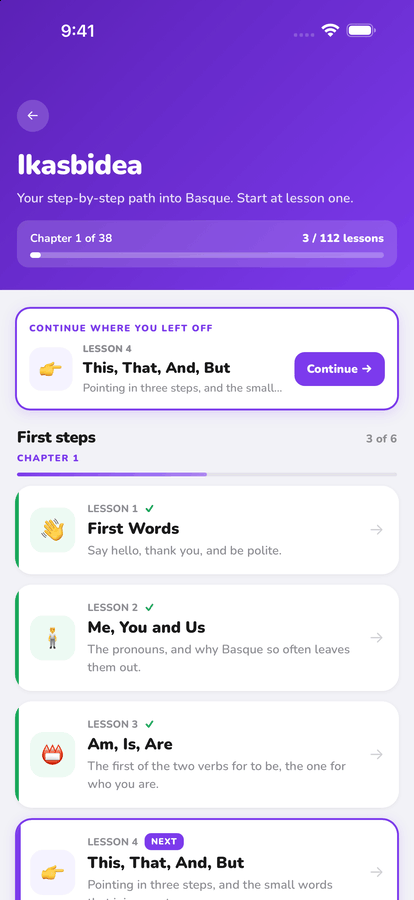 9:41
Ikasbidea
Your step-by-step path into Basque. Start at lesson one.
Chapter 1 of 38
3 / 112 lessons
CONTINUE WHERE YOU LEFT OFF
LESSON 4
This, That, And, But
Pointing in three steps, and the small...
Continue →
First steps
3 of 6
CHAPTER 1
LESSON 1
First Words
Say hello, thank you, and be polite.
LESSON 2
Me, You and Us
The pronouns, and why Basque so often leaves
them out.
LESSON 3
Am, Is, Are
The first of the two verbs for to be, the one for
who you are.
LESSON 4 NEXT
This, That, And, But
Pointing in three steps, and the small words